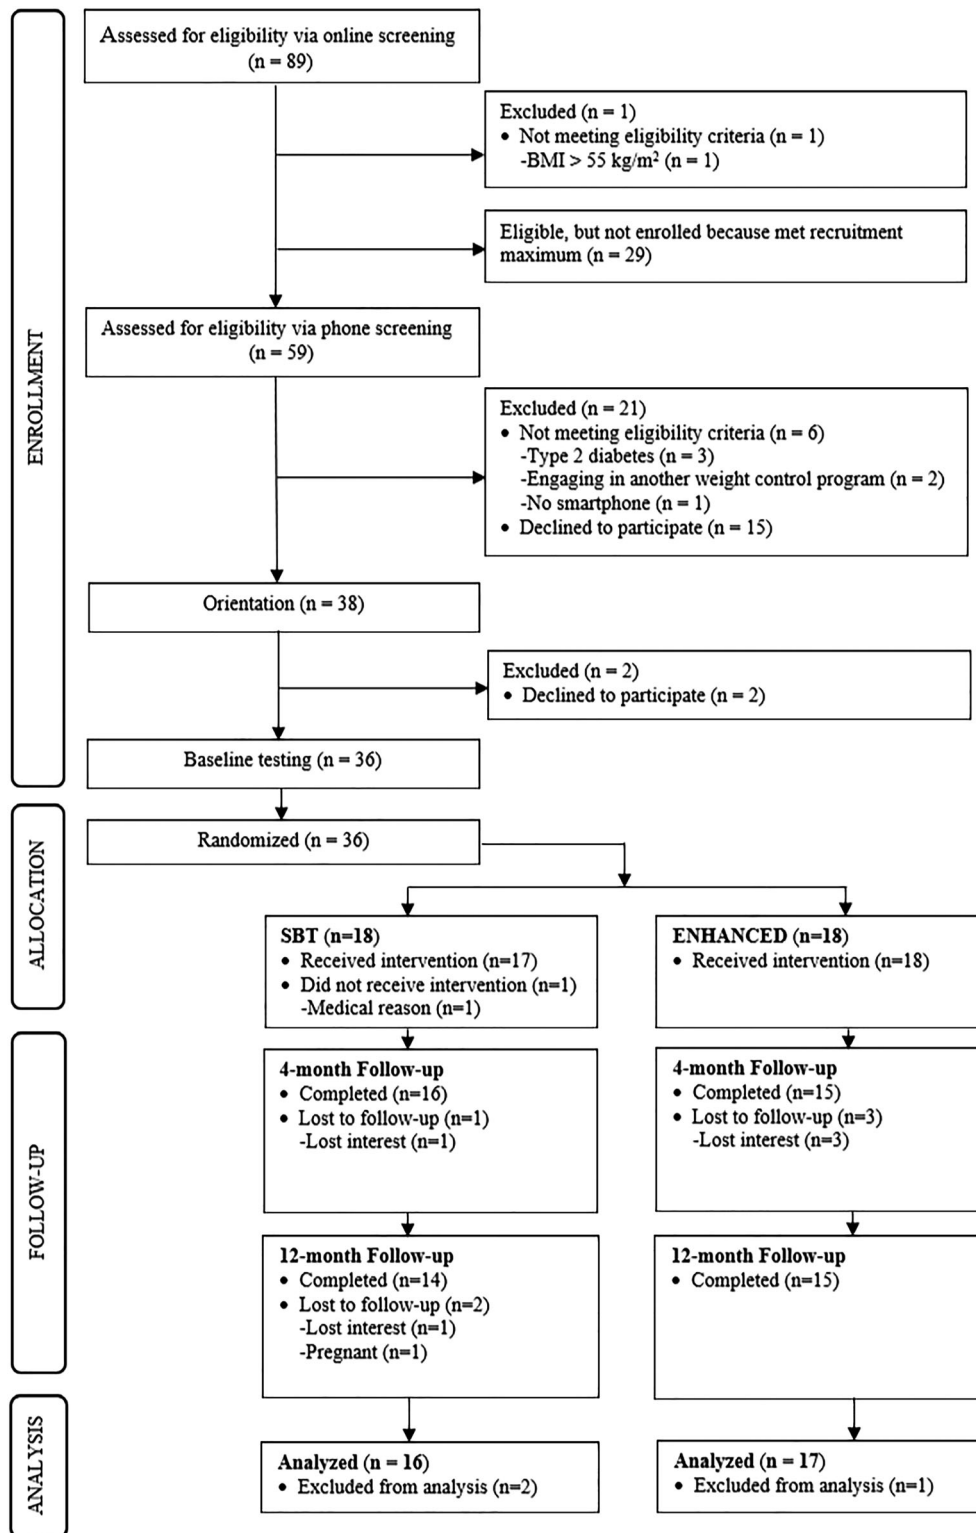 ENROLLMENT
Assessed for eligibility via online screening
(n = 89)
Excluded (n = 1)
• Not meeting eligibility criteria (n = 1)
-BMI > 55 kg/m² (n = 1)
Eligible, but not enrolled because met recruitment
maximum (n = 29)
Assessed for eligibility via phone screening
(n = 59)
Excluded (n = 21)
• Not meeting eligibility criteria (n = 6)
-Type 2 diabetes (n = 3)
-Engaging in another weight control program (n = 2)
-No smartphone (n = 1)
• Declined to participate (n = 15)
Orientation (n = 38)
Excluded (n = 2)
• Declined to participate (n = 2)
Baseline testing (n = 36)
ALLOCATION
Randomized (n = 36)
SBT (n=18)
• Received intervention (n=17)
• Did not receive intervention (n=1)
-Medical reason (n=1)
ENHANCED (n=18)
• Received intervention (n=18)
FOLLOW-UP
4-month Follow-up
• Completed (n=16)
• Lost to follow-up (n=1)
-Lost interest (n=1)
4-month Follow-up
• Completed (n=15)
• Lost to follow-up (n=3)
-Lost interest (n=3)
12-month Follow-up
• Completed (n=14)
• Lost to follow-up (n=2)
-Lost interest (n=1)
-Pregnant (n=1)
12-month Follow-up
• Completed (n=15)
ANALYSIS
Analyzed (n = 16)
• Excluded from analysis (n=2)
Analyzed (n = 17)
• Excluded from analysis (n=1)